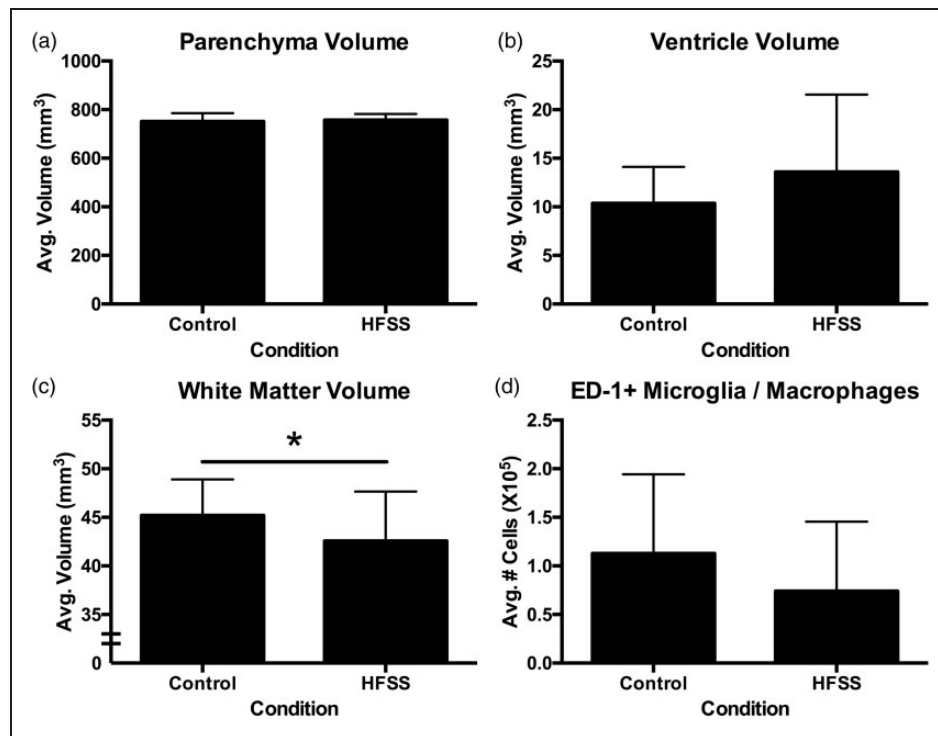 (a)
Parenchyma Volume
1000
800
600
400
200
0
Avg. Volume (mm³)
Control
HFSS
Condition
(b)
Ventricle Volume
25
20
15
10
5
0
Avg. Volume (mm³)
Control
HFSS
Condition
(c)
White Matter Volume
55
50
45
40
35
0
Avg. Volume (mm³)
*
Control
HFSS
Condition
(d)
ED-1+ Microglia / Macrophages
2.5
2.0
1.5
1.0
0.5
0.0
Avg. # Cells (X10⁵)
Control
HFSS
Condition